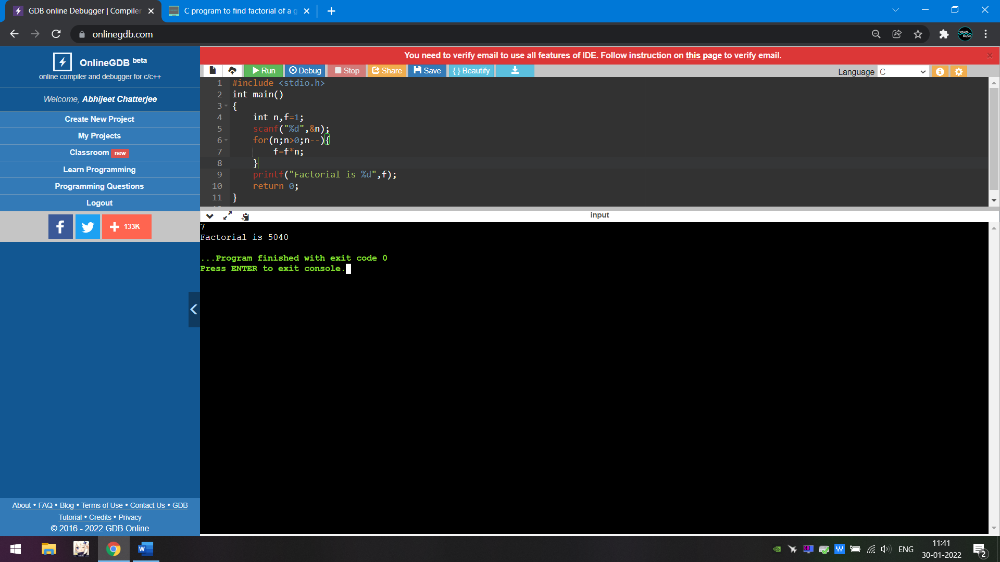 GDB online Debugger | Compiler
C program to find factorial of a g
onlinegdb.com
VISUAL MUSIC
OnlineGDB beta
online compiler and debugger for c/c++
Welcome, Abhijeet Chatterjee
Create New Project
My Projects
Classroom new
Learn Programming
Programming Questions
Logout
f
133K
You need to verify email to use all features of IDE. Follow instruction on this page to verify email.
Run Debug Stop Share Save { } Beautify
Language C
1 #include <stdio.h>
2 int main()
3 {
4     int n,f=1;
5     scanf("%d",&n);
6     for(n;n>0;n--){
7         f=f*n;
8     }
9     printf("Factorial is %d",f);
10     return 0;
11 }
input
7
Factorial is 5040
...Program finished with exit code 0
Press ENTER to exit console.
About • FAQ • Blog • Terms of Use • Contact Us • GDB
Tutorial • Credits • Privacy
© 2016 - 2022 GDB Online
W
ENG
11:41
30-01-2022
2